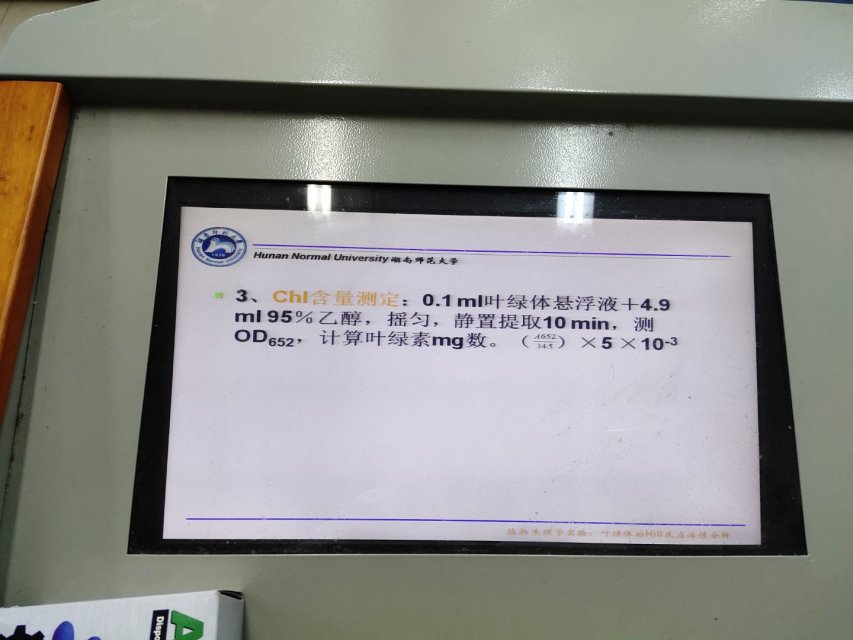 Hunan Normal University 湖南师范大学
3、Chl含量测定：0.1ml叶绿体悬浮液＋4.9
ml 95%乙醇，摇匀，静置提取10 min，测
OD652，计算叶绿素mg数。（A652/34.5）×5×10-3
植物生理学实验：叶绿体的Hill反应活性分析
Dispo